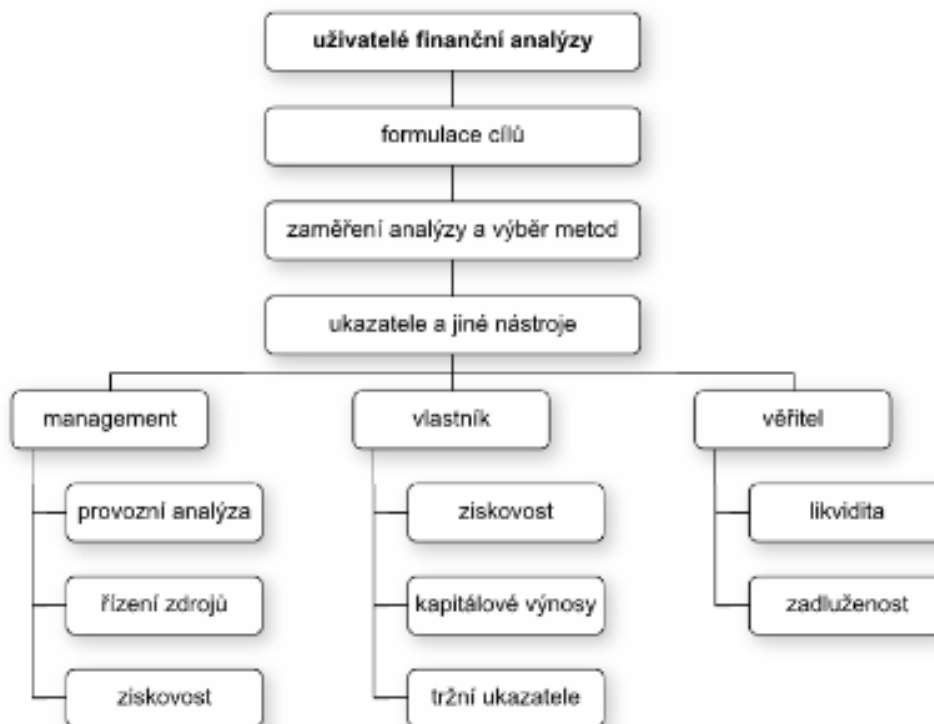 uživatelé finanční analýzy
formulace cílů
zaměření analýzy a výběr metod
ukazatele a jiné nástroje
management
vlastník
věřitel
provozní analýza
ziskovost
likvidita
řízení zdrojů
kapitálové výnosy
zadluženost
ziskovost
tržní ukazatele